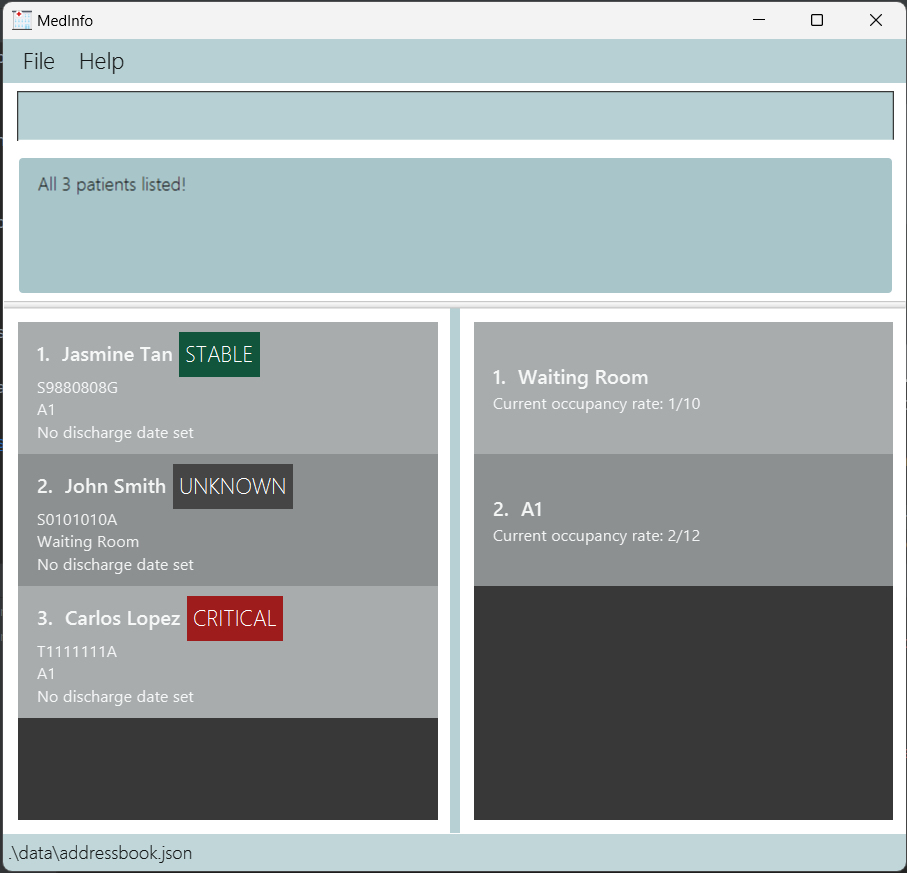 MedInfo
File Help
All 3 patients listed!
1. Jasmine Tan STABLE
S9880808G
A1
No discharge date set
2. John Smith UNKNOWN
S0101010A
Waiting Room
No discharge date set
3. Carlos Lopez CRITICAL
T1111111A
A1
No discharge date set
1. Waiting Room
Current occupancy rate: 1/10
2. A1
Current occupancy rate: 2/12
.\data\addressbook.json